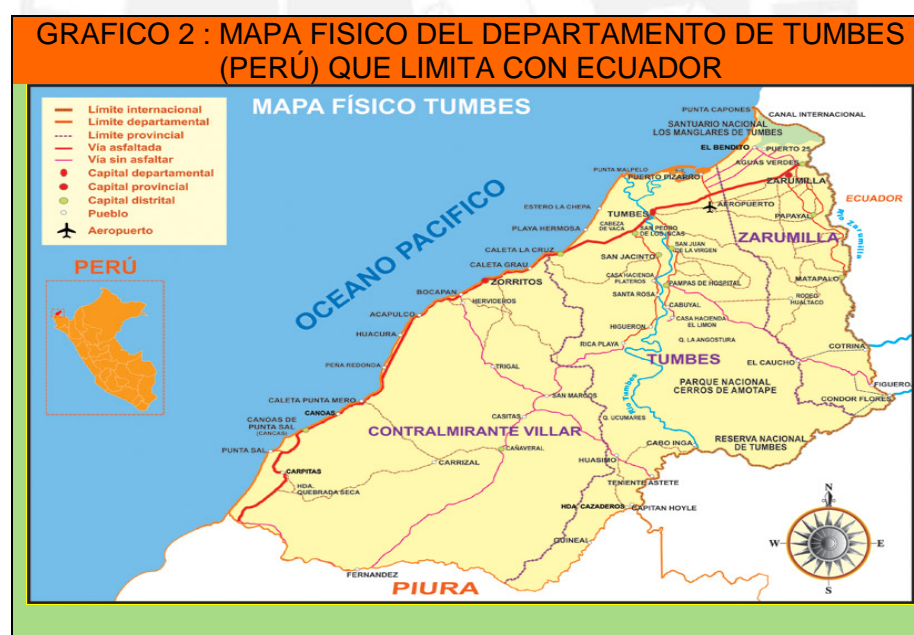 GRAFICO 2 : MAPA FISICO DEL DEPARTAMENTO DE TUMBES
(PERÚ) QUE LIMITA CON ECUADOR
MAPA FÍSICO TUMBES
Límite internacional
Límite departamental
Límite provincial
Vía asfaltada
Vía sin asfaltar
Capital departamental
Capital provincial
Capital distrital
Pueblo
Aeropuerto
PERÚ
OCEANO PACIFICO
PUNTA CAPONES
CANAL INTERNACIONAL
SANTUARIO NACIONAL
LOS MANGLARES DE TUMBES
EL BENDITO
PUERTO 25
AGUAS VERDES
PUNTA MALPELO
PUERTO PIZARRO
ZARUMILLA
ECUADOR
ESTERO LA CHEPA
TUMBES
AEROPUERTO
PAPAYAL
Río Zarumilla
PLAYA HERMOSA
CABEZA
DE VACA
SAN PEDRO
DE LOS INCAS
ZARUMILLA
CALETA LA CRUZ
SAN JUAN
DE LA VIRGEN
SAN JACINTO
CALETA GRAU
CASA HACIENDA
PLATEROS
MATAPALO
ZORRITOS
PAMPAS DE HOSPITAL
BOCAPAN
SANTA ROSA
RODEO
HUALTACO
HERVIDEROS
CABUYAL
ACAPULCO
CASA HACIENDA
EL LIMON
HUACURA
HIGUERON
Q. LA ANGOSTURA
RICA PLAYA
COTRINA
TUMBES
EL CAUCHO
PEÑA REDONDA
TRIGAL
PARQUE NACIONAL
CERROS DE AMOTAPE
FIGUERO
Río Tumbes
CONDOR FLORES
CALETA PUNTA MERO
SAN MARCOS
CANOAS
CASITAS
Q. UCUMARES
CANOAS DE
PUNTA SAL
(CANCAS)
CONTRALMIRANTE VILLAR
CABO INGA
RESERVA NACIONAL
DE TUMBES
PUNTA SAL
CAÑAVERAL
CARRIZAL
HUASIMO
CARPITAS
HDA.
QUEBRADA SECA
TENIENTE ASTETE
HDA. CAZADEROS
CAPITAN HOYLE
GUINEAL
FERNANDEZ
PIURA
N
W
E
S